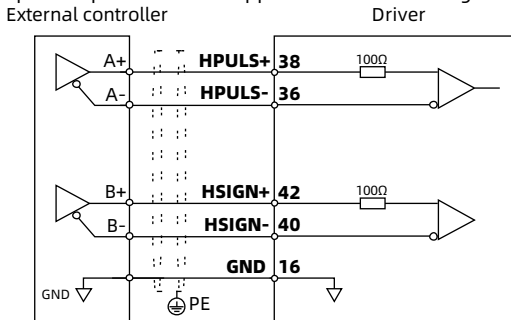 External controller Driver
A+ HPULS+ 38 100Ω
A- HPULS- 36
B+ HSIGN+ 42 100Ω
B- HSIGN- 40
GND 16
GND PE